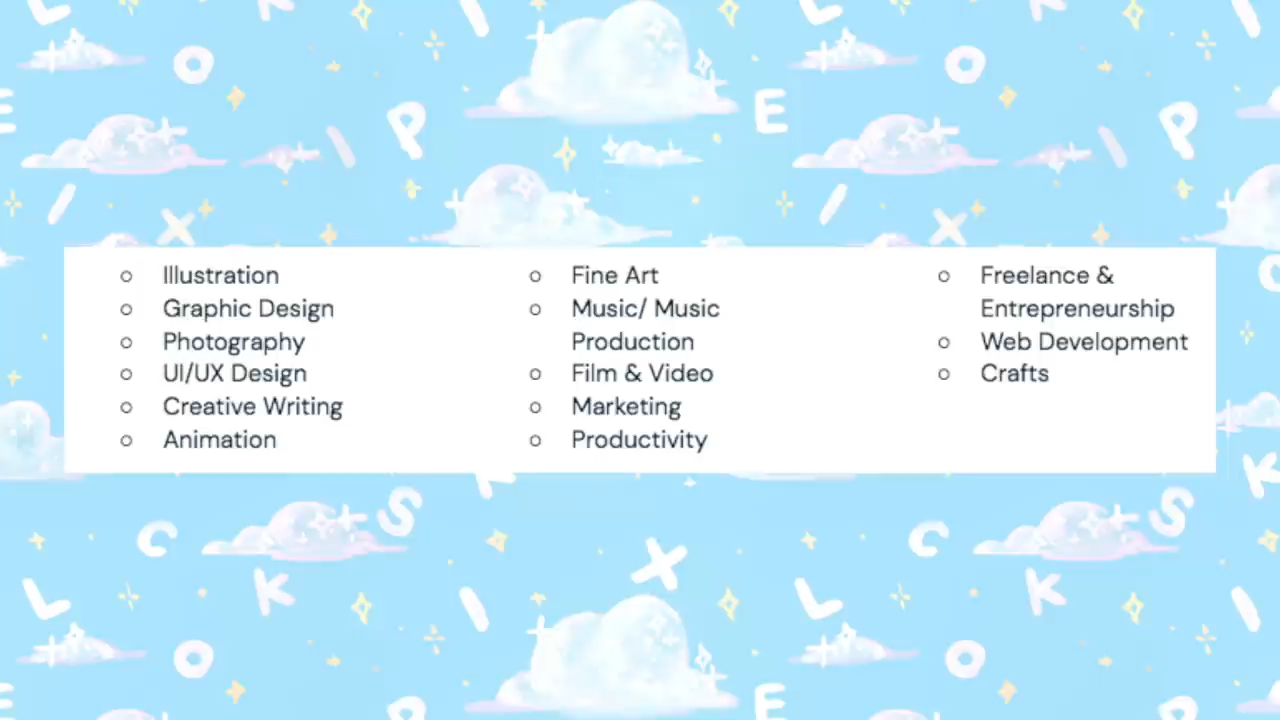 Illustration
Graphic Design
Photography
UI/UX Design
Creative Writing
Animation
Fine Art
Music/ Music
Production
Film & Video
Marketing
Productivity
Freelance &
Entrepreneurship
Web Development
Crafts